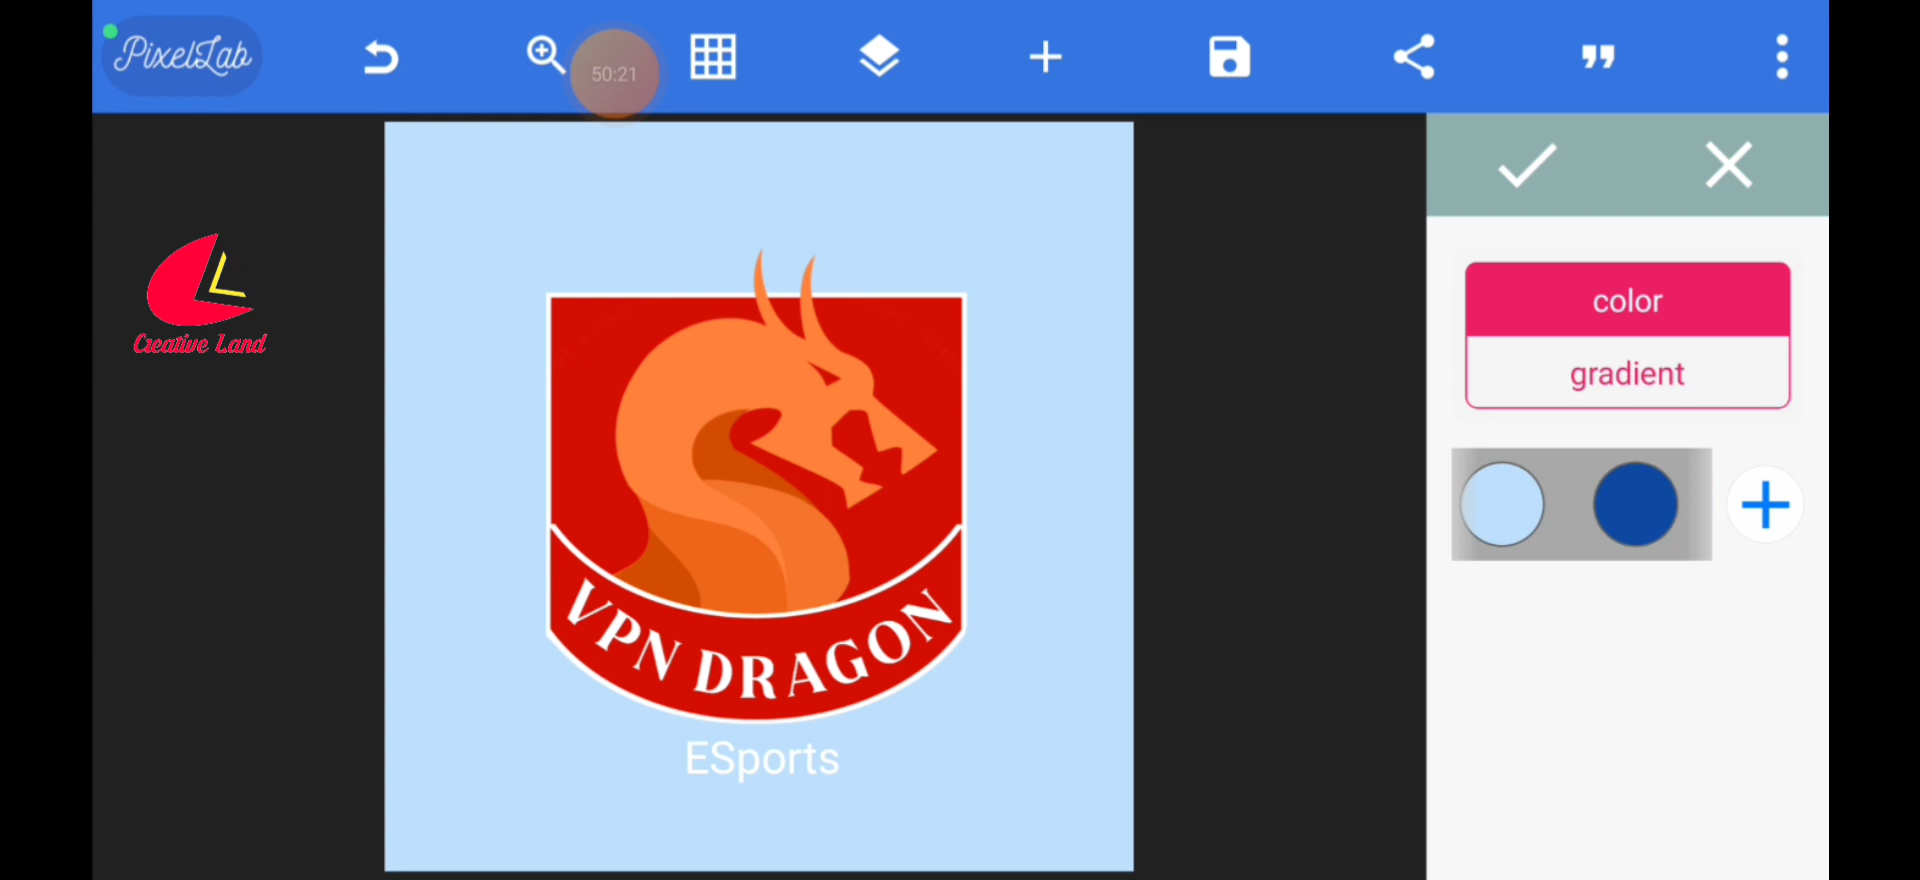 PixelLab
50:21
color
gradient
Creative Land
VPN DRAGON
ESports